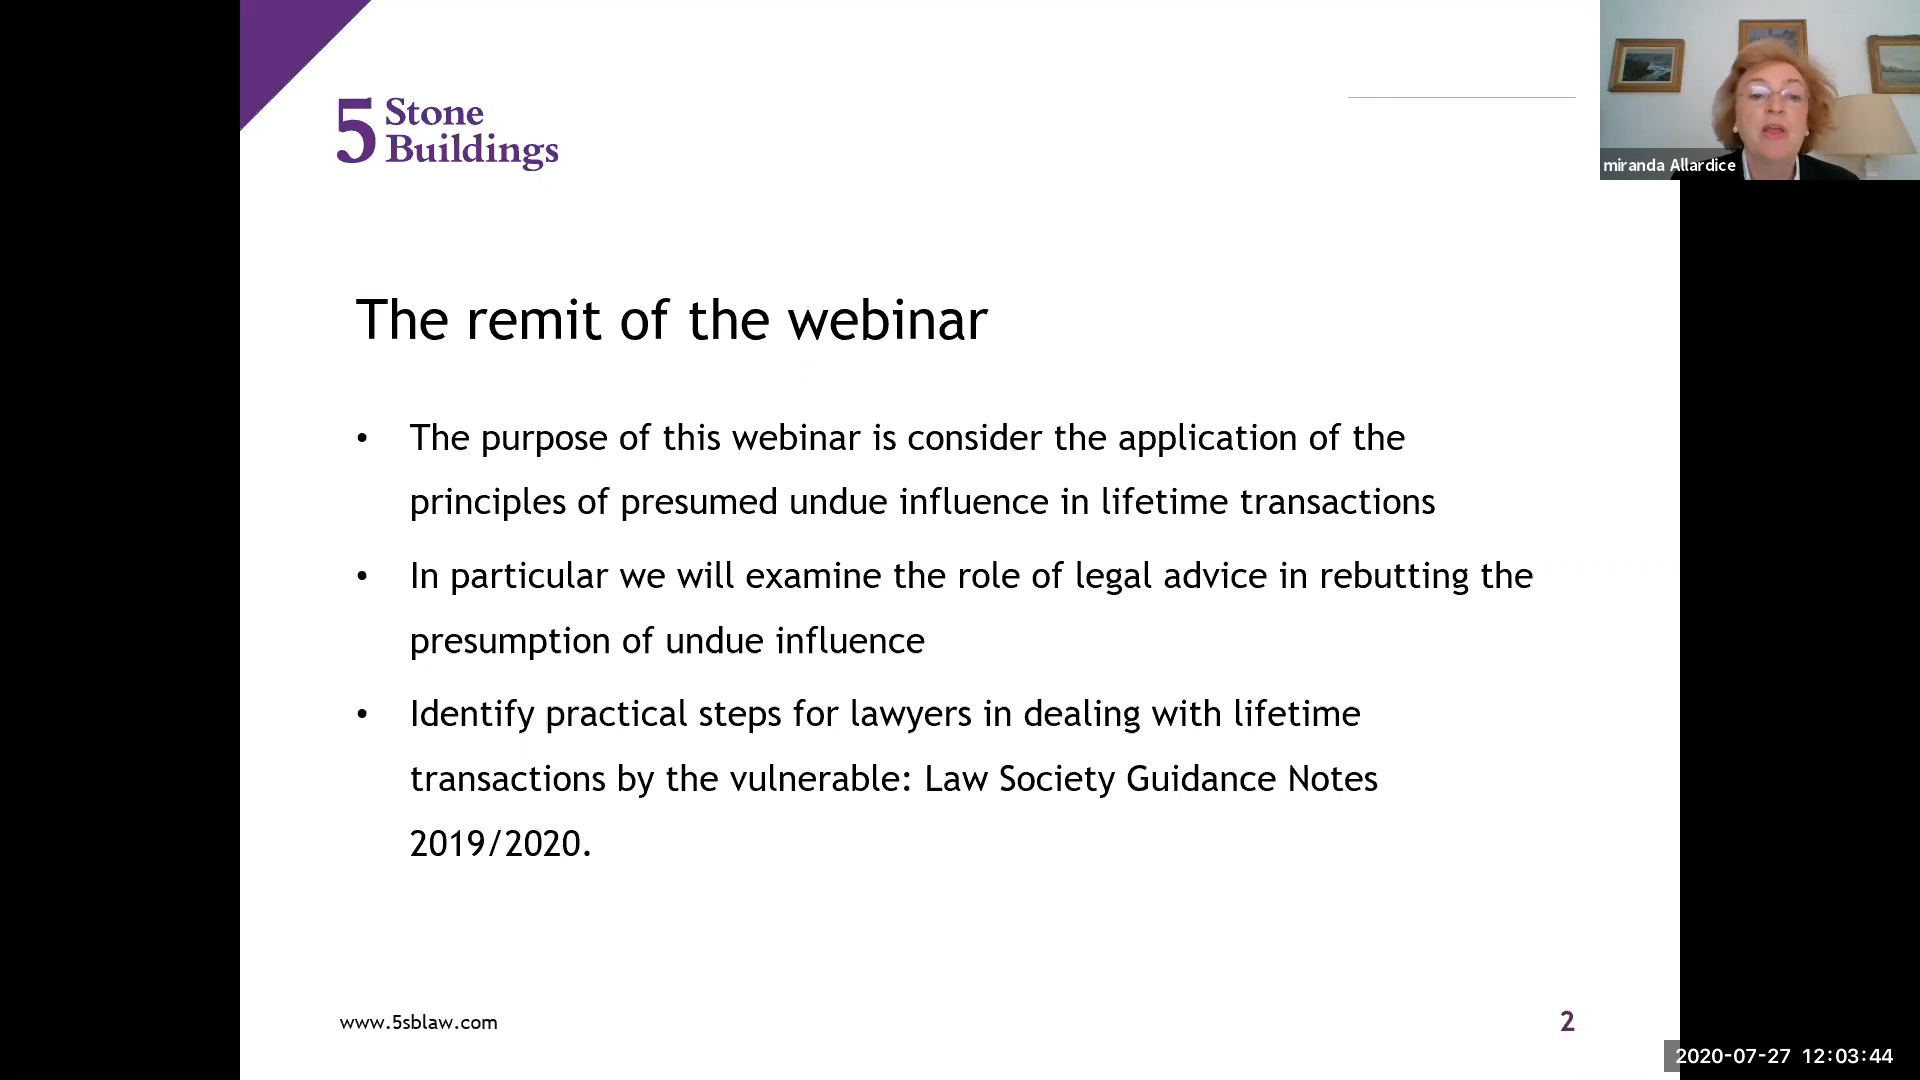 5 Stone
Buildings
miranda Allardice
The remit of the webinar
• The purpose of this webinar is consider the application of the
principles of presumed undue influence in lifetime transactions
• In particular we will examine the role of legal advice in rebutting the
presumption of undue influence
• Identify practical steps for lawyers in dealing with lifetime
transactions by the vulnerable: Law Society Guidance Notes
2019/2020.
www.5sblaw.com
2
2020-07-27 12:03:44